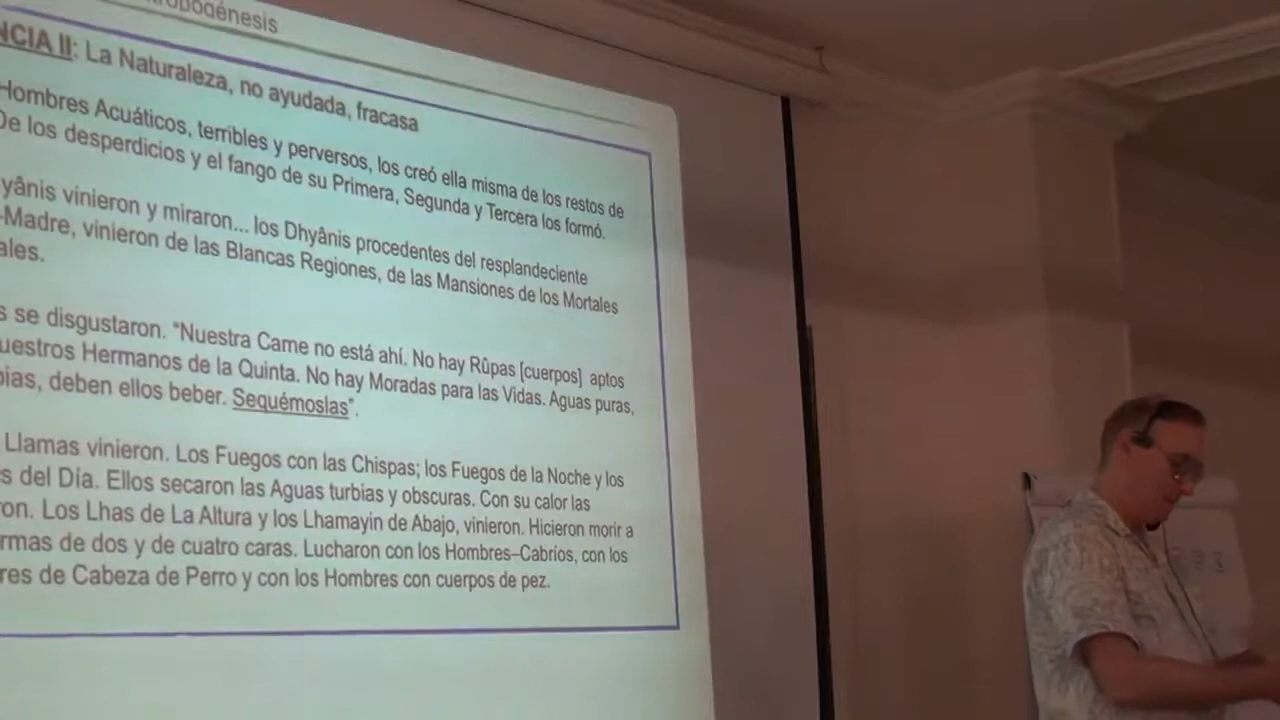 opogénesis
NCIA II: La Naturaleza, no ayudada, fracasa
Hombres Acuáticos, terribles y perversos, los creó ella misma de los restos de
De los desperdicios y el fango de su Primera, Segunda y Tercera los formó.
yânis vinieron y miraron... los Dhyânis procedentes del resplandeciente
-Madre, vinieron de las Blancas Regiones, de las Mansiones de los Mortales
ales.
s se disgustaron. "Nuestra Carne no está ahí. No hay Rûpas [cuerpos] aptos
uestros Hermanos de la Quinta. No hay Moradas para las Vidas. Aguas puras,
bias, deben ellos beber. Sequémoslas".
Llamas vinieron. Los Fuegos con las Chispas; los Fuegos de la Noche y los
s del Día. Ellos secaron las Aguas turbias y obscuras. Con su calor las
ron. Los Lhas de La Altura y los Lhamayin de Abajo, vinieron. Hicieron morir a
rmas de dos y de cuatro caras. Lucharon con los Hombres–Cabríos, con los
res de Cabeza de Perro y con los Hombres con cuerpos de pez.